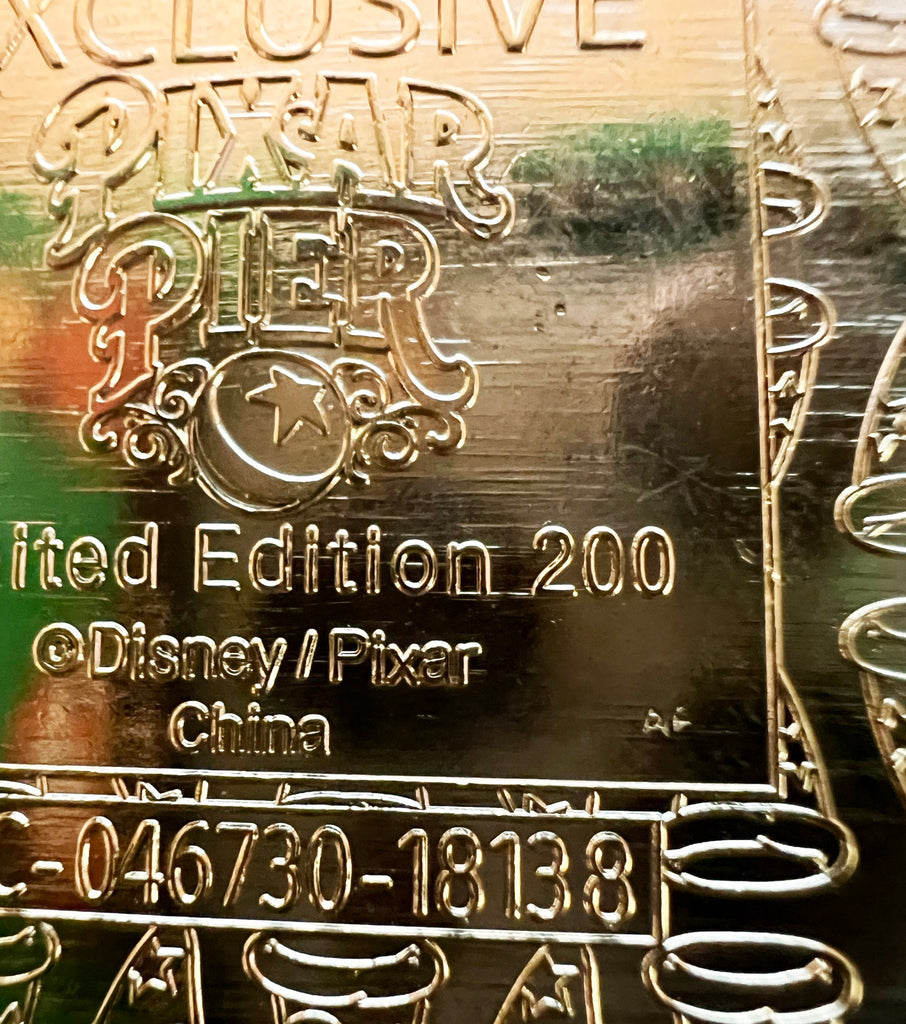 XCLUSIVE
PIXAR
PIER
ited Edition 200
©Disney/Pixar
China
C-046730-18138